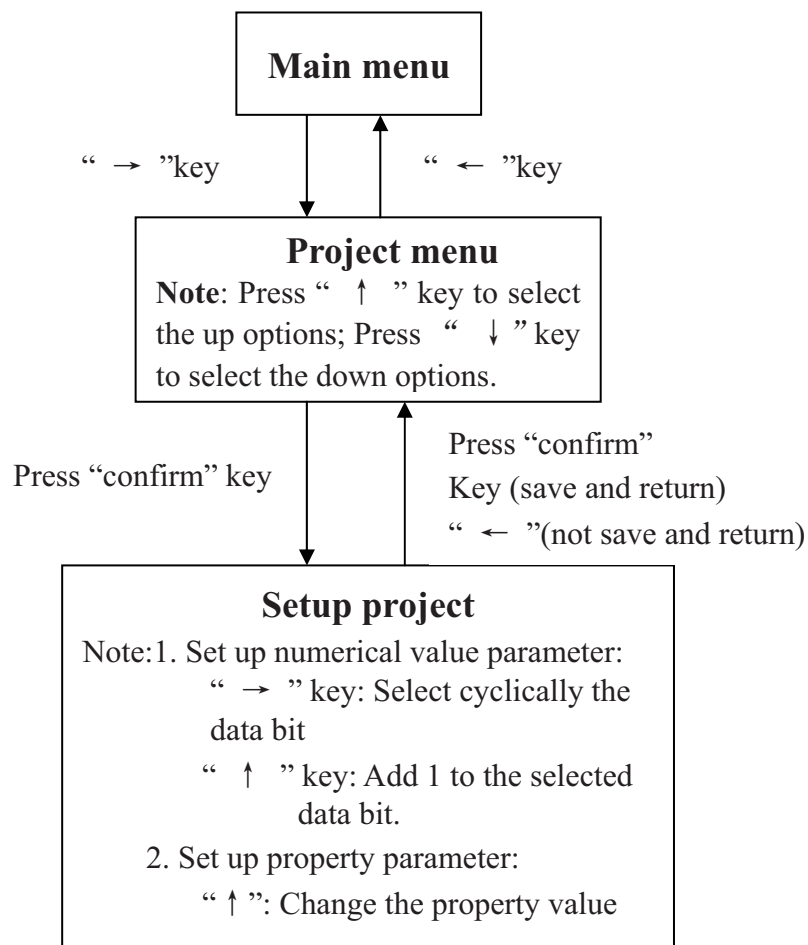 Main menu
“ → ”key
“ ← ”key
Project menu
Note: Press “ ↑ ” key to select
the up options; Press “ ↓ ” key
to select the down options.
Press “confirm” key
Press “confirm”
Key (save and return)
“ ← ”(not save and return)
Setup project
Note:1. Set up numerical value parameter:
“ → ” key: Select cyclically the
data bit
“ ↑ ” key: Add 1 to the selected
data bit.
2. Set up property parameter:
“ ↑ ”: Change the property value